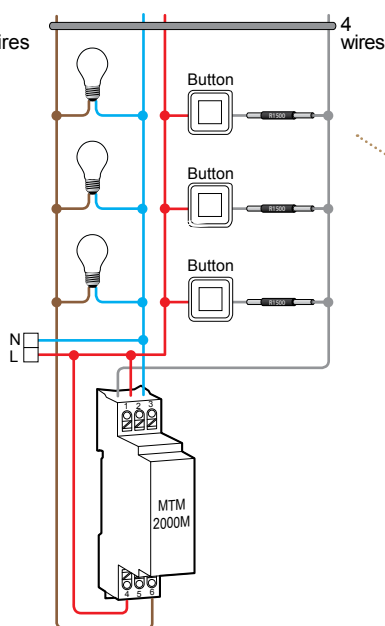 4
ires
wires
Button
R1500
Button
R1500
Button
R1500
N
L
1 2 3
MTM
2000M
4 5 6